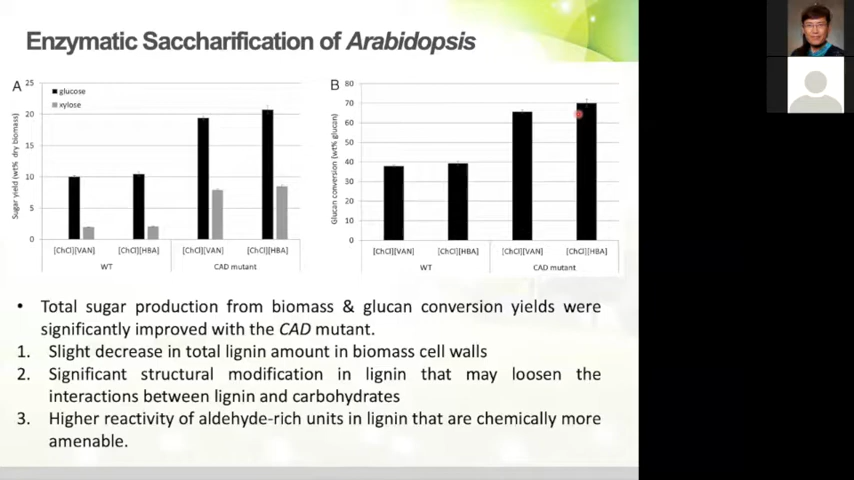 Enzymatic Saccharification of Arabidopsis
A
25
20
15
10
5
0
Sugar yield (wt% dry biomass)
glucose
xylose
[ChCl][VAN] [ChCl][HBA] [ChCl][VAN] [ChCl][HBA]
WT CAD mutant
B
80
70
60
50
40
30
20
10
0
Glucan conversion (wt% glucan)
[ChCl][VAN] [ChCl][HBA] [ChCl][VAN] [ChCl][HBA]
WT CAD mutant
• Total sugar production from biomass & glucan conversion yields were
significantly improved with the CAD mutant.
1. Slight decrease in total lignin amount in biomass cell walls
2. Significant structural modification in lignin that may loosen the
interactions between lignin and carbohydrates
3. Higher reactivity of aldehyde-rich units in lignin that are chemically more
amenable.